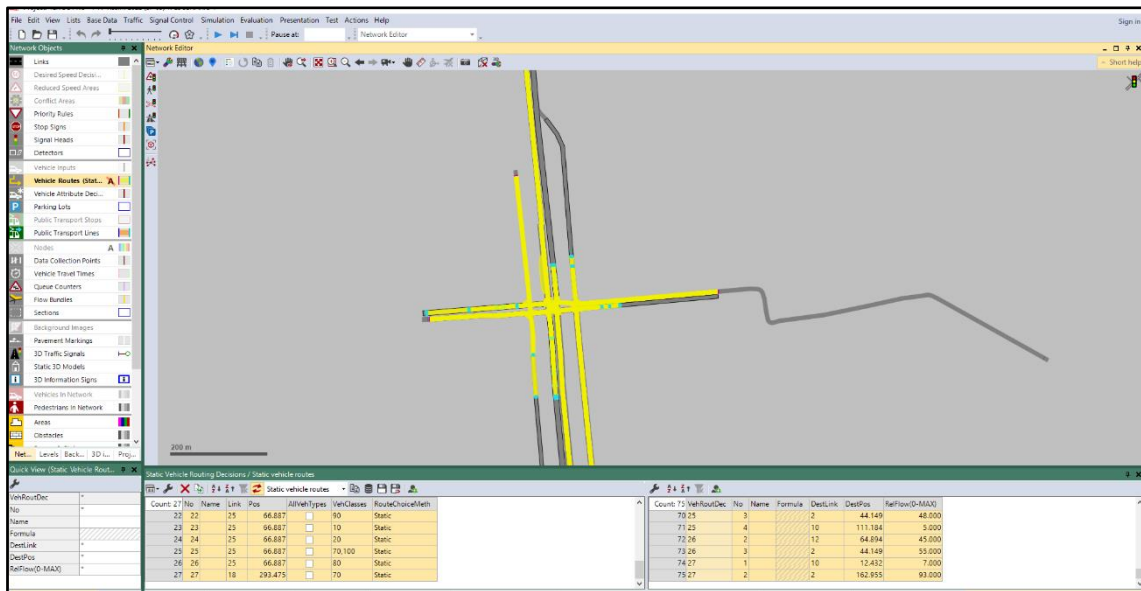 File Edit View Lists Base Data Traffic Signal Control Simulation Evaluation Presentation Test Actions Help
Sign in
Pause at:
Network Editor
Network Objects
Network Editor
Short help
Links
Desired Speed Decisi...
Reduced Speed Areas
Conflict Areas
Priority Rules
Stop Signs
Signal Heads
Detectors
Vehicle Inputs
Vehicle Routes (Stat...
Vehicle Attribute Deci...
Parking Lots
Public Transport Stops
Public Transport Lines
Nodes
Data Collection Points
Vehicle Travel Times
Queue Counters
Flow Bundles
Sections
Background Images
Pavement Markings
3D Traffic Signals
Static 3D Models
3D Information Signs
Vehicles In Network
Pedestrians In Network
Areas
Obstacles
200 m
Net... Levels Back... 3D i... Proj...
Quick View (Static Vehicle Rout...
VehRoutDec *
No *
Name
Formula
DestLink *
DestPos *
RelFlow(0-MAX) *
Static Vehicle Routing Decisions / Static vehicle routes
Static vehicle routes
Count: 27 No Name Link Pos AllVehTypes VehClasses RouteChoiceMeth
22 22 25 66.887 90 Static
23 23 25 66.887 10 Static
24 24 25 66.887 20 Static
25 25 25 66.887 70,100 Static
26 26 25 66.887 80 Static
27 27 18 293.475 70 Static
Count: 75 VehRoutDec No Name Formula DestLink DestPos RelFlow(0-MAX)
70 25 3 2 44.149 48.000
71 25 4 10 111.184 5.000
72 26 2 12 64.894 45.000
73 26 3 2 44.149 55.000
74 27 1 10 12.432 7.000
75 27 2 2 162.955 93.000